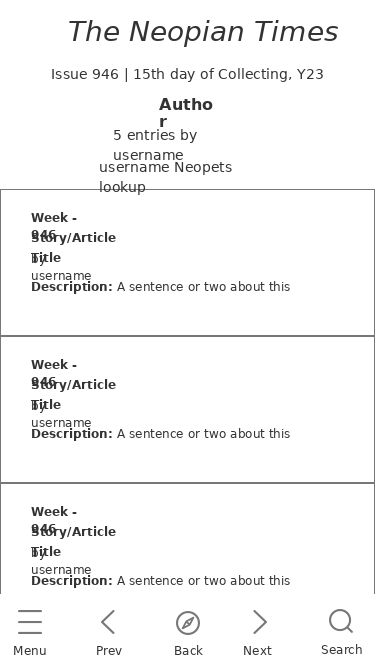 The Neopian Times
Issue 946 | 15th day of Collecting, Y23
Autho
r
5 entries by
username
username Neopets
lookup
Week -
946
Story/Article
Title
by
username
Description: A sentence or two about this
Week -
946
Story/Article
Title
by
username
Description: A sentence or two about this
Week -
946
Story/Article
Title
by
username
Description: A sentence or two about this
Menu Prev Back Next Search